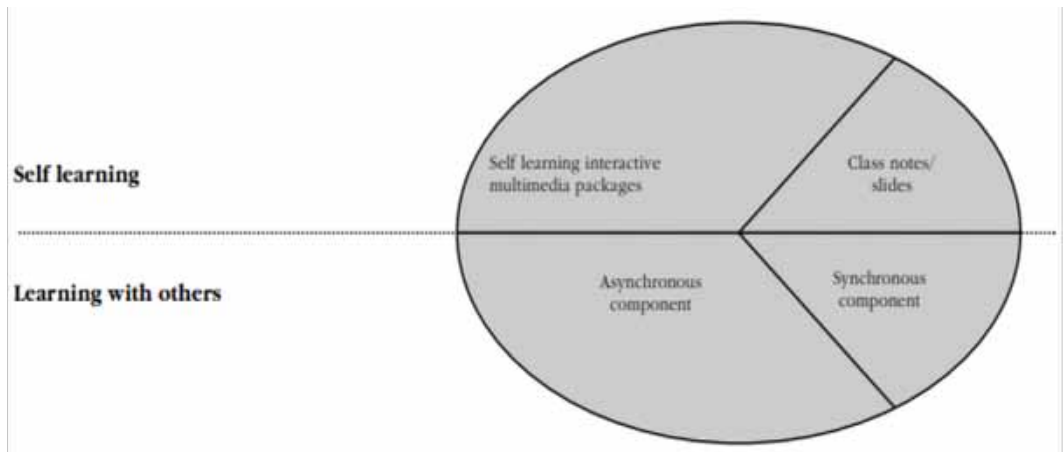 Self learning
Self learning interactive
multimedia packages
Class notes/
slides
Learning with others
Asynchronous
component
Synchronous
component